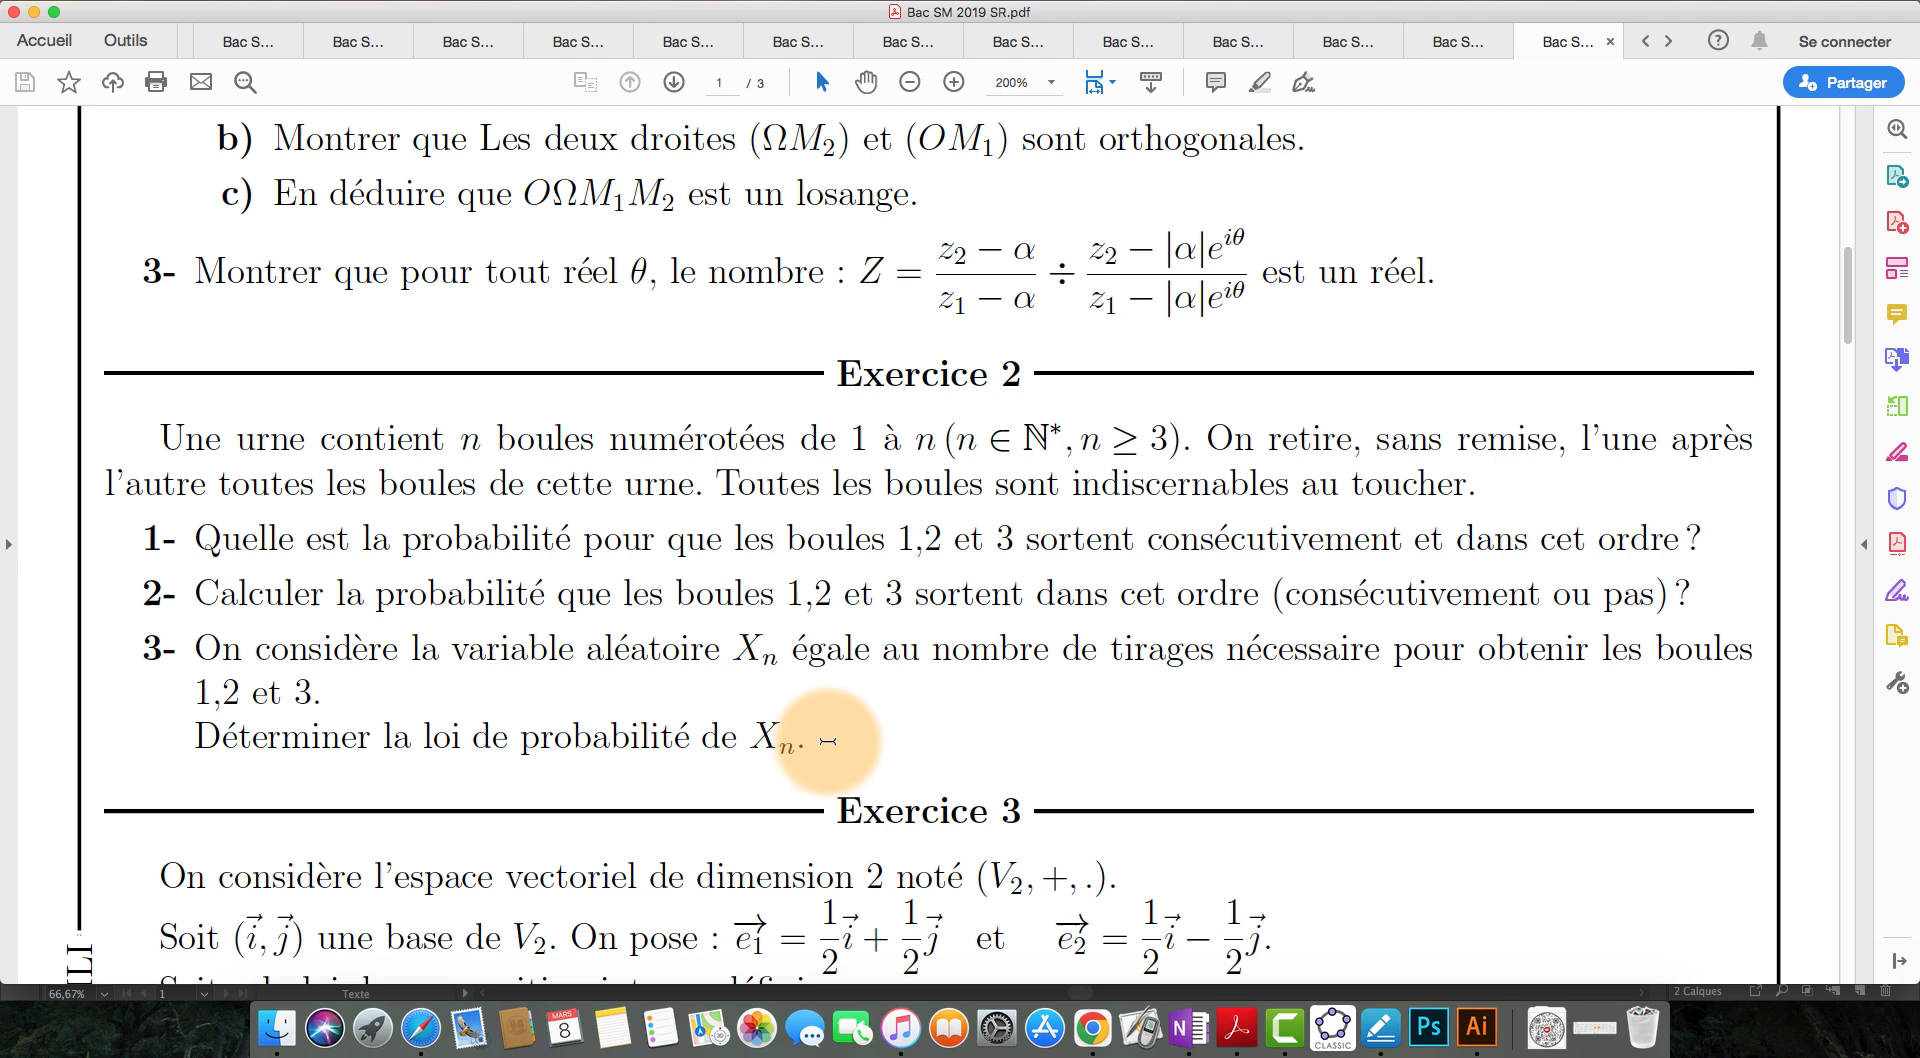 Bac SM 2019 SR.pdf
Accueil Outils Bac S... Bac S... Bac S... Bac S... Bac S... Bac S... Bac S... Bac S... Bac S... Bac S... Bac S... Bac S... Bac S... × Se connecter
1 / 3 200% Partager
b) Montrer que Les deux droites (ΩM₂) et (OM₁) sont orthogonales.
c) En déduire que OΩM₁M₂ est un losange.
3- Montrer que pour tout réel θ, le nombre : Z = (z₂ − α)/(z₁ − α) ÷ (z₂ − |α|e^{iθ})/(z₁ − |α|e^{iθ}) est un réel.
Exercice 2
Une urne contient n boules numérotées de 1 à n (n ∈ ℕ*, n ≥ 3). On retire, sans remise, l'une après
l'autre toutes les boules de cette urne. Toutes les boules sont indiscernables au toucher.
1- Quelle est la probabilité pour que les boules 1,2 et 3 sortent consécutivement et dans cet ordre ?
2- Calculer la probabilité que les boules 1,2 et 3 sortent dans cet ordre (consécutivement ou pas) ?
3- On considère la variable aléatoire Xₙ égale au nombre de tirages nécessaire pour obtenir les boules
1,2 et 3.
Déterminer la loi de probabilité de Xₙ.
Exercice 3
On considère l'espace vectoriel de dimension 2 noté (V₂, +, .).
Soit (i⃗, j⃗) une base de V₂. On pose : e₁⃗ = 1/2 i⃗ + 1/2 j⃗ et e₂⃗ = 1/2 i⃗ − 1/2 j⃗.
66,67% 1 Texte 2 Calques
MARS
8
CLASSIC
Ps
Ai